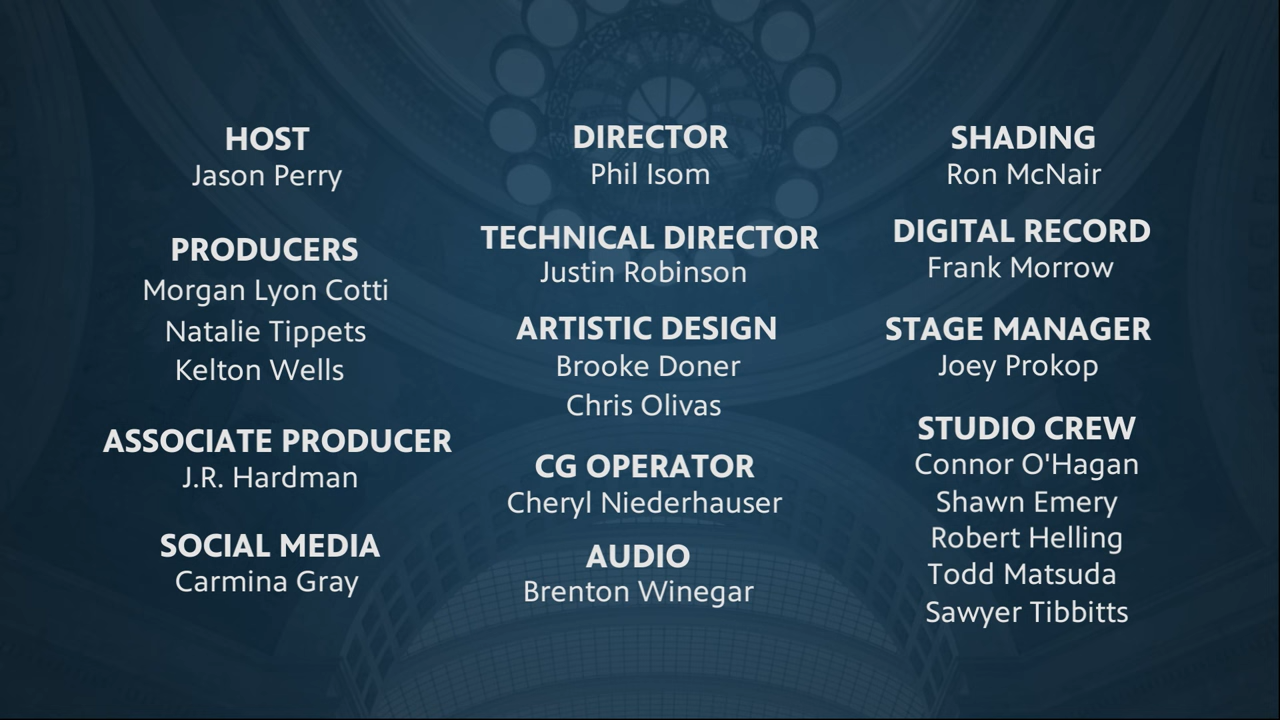 HOST
Jason Perry
PRODUCERS
Morgan Lyon Cotti
Natalie Tippets
Kelton Wells
ASSOCIATE PRODUCER
J.R. Hardman
SOCIAL MEDIA
Carmina Gray
DIRECTOR
Phil Isom
TECHNICAL DIRECTOR
Justin Robinson
ARTISTIC DESIGN
Brooke Doner
Chris Olivas
CG OPERATOR
Cheryl Niederhauser
AUDIO
Brenton Winegar
SHADING
Ron McNair
DIGITAL RECORD
Frank Morrow
STAGE MANAGER
Joey Prokop
STUDIO CREW
Connor O'Hagan
Shawn Emery
Robert Helling
Todd Matsuda
Sawyer Tibbitts